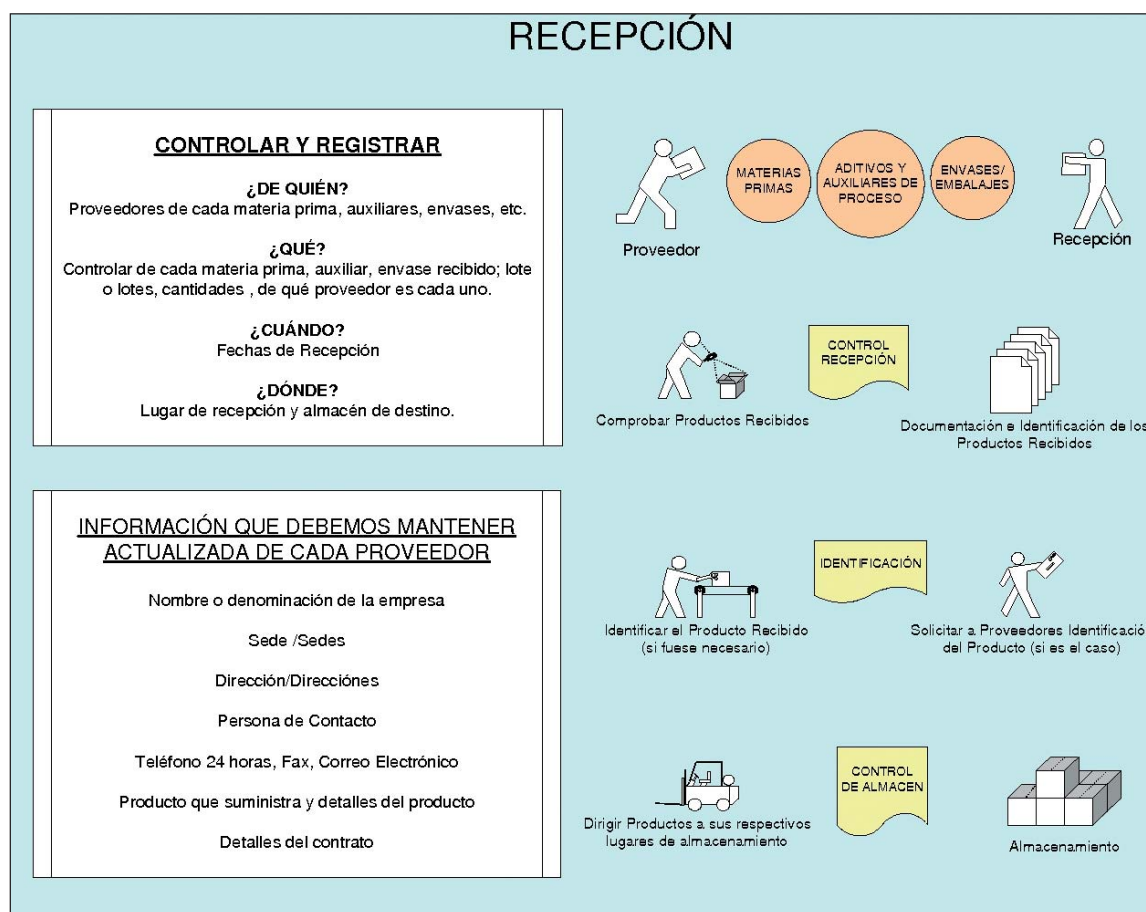 RECEPCIÓN
CONTROLAR Y REGISTRAR
¿DE QUIÉN?
Proveedores de cada materia prima, auxiliares, envases, etc.
¿QUÉ?
Controlar de cada materia prima, auxiliar, envase recibido; lote
o lotes, cantidades , de qué proveedor es cada uno.
¿CUÁNDO?
Fechas de Recepción
¿DÓNDE?
Lugar de recepción y almacén de destino.
INFORMACIÓN QUE DEBEMOS MANTENER
ACTUALIZADA DE CADA PROVEEDOR
Nombre o denominación de la empresa
Sede /Sedes
Dirección/Direcciónes
Persona de Contacto
Teléfono 24 horas, Fax, Correo Electrónico
Producto que suministra y detalles del producto
Detalles del contrato
MATERIAS
PRIMAS
ADITIVOS Y
AUXILIARES DE
PROCESO
ENVASES/
EMBALAJES
Proveedor
Recepción
CONTROL
RECEPCIÓN
Comprobar Productos Recibidos
Documentación e Identificación de los
Productos Recibidos
IDENTIFICACIÓN
Identificar el Producto Recibido
(si fuese necesario)
Solicitar a Proveedores Identificació
del Producto (si es el caso)
CONTROL
DE ALMACEN
Dirigir Productos a sus respectivos
lugares de almacenamiento
Almacenamiento